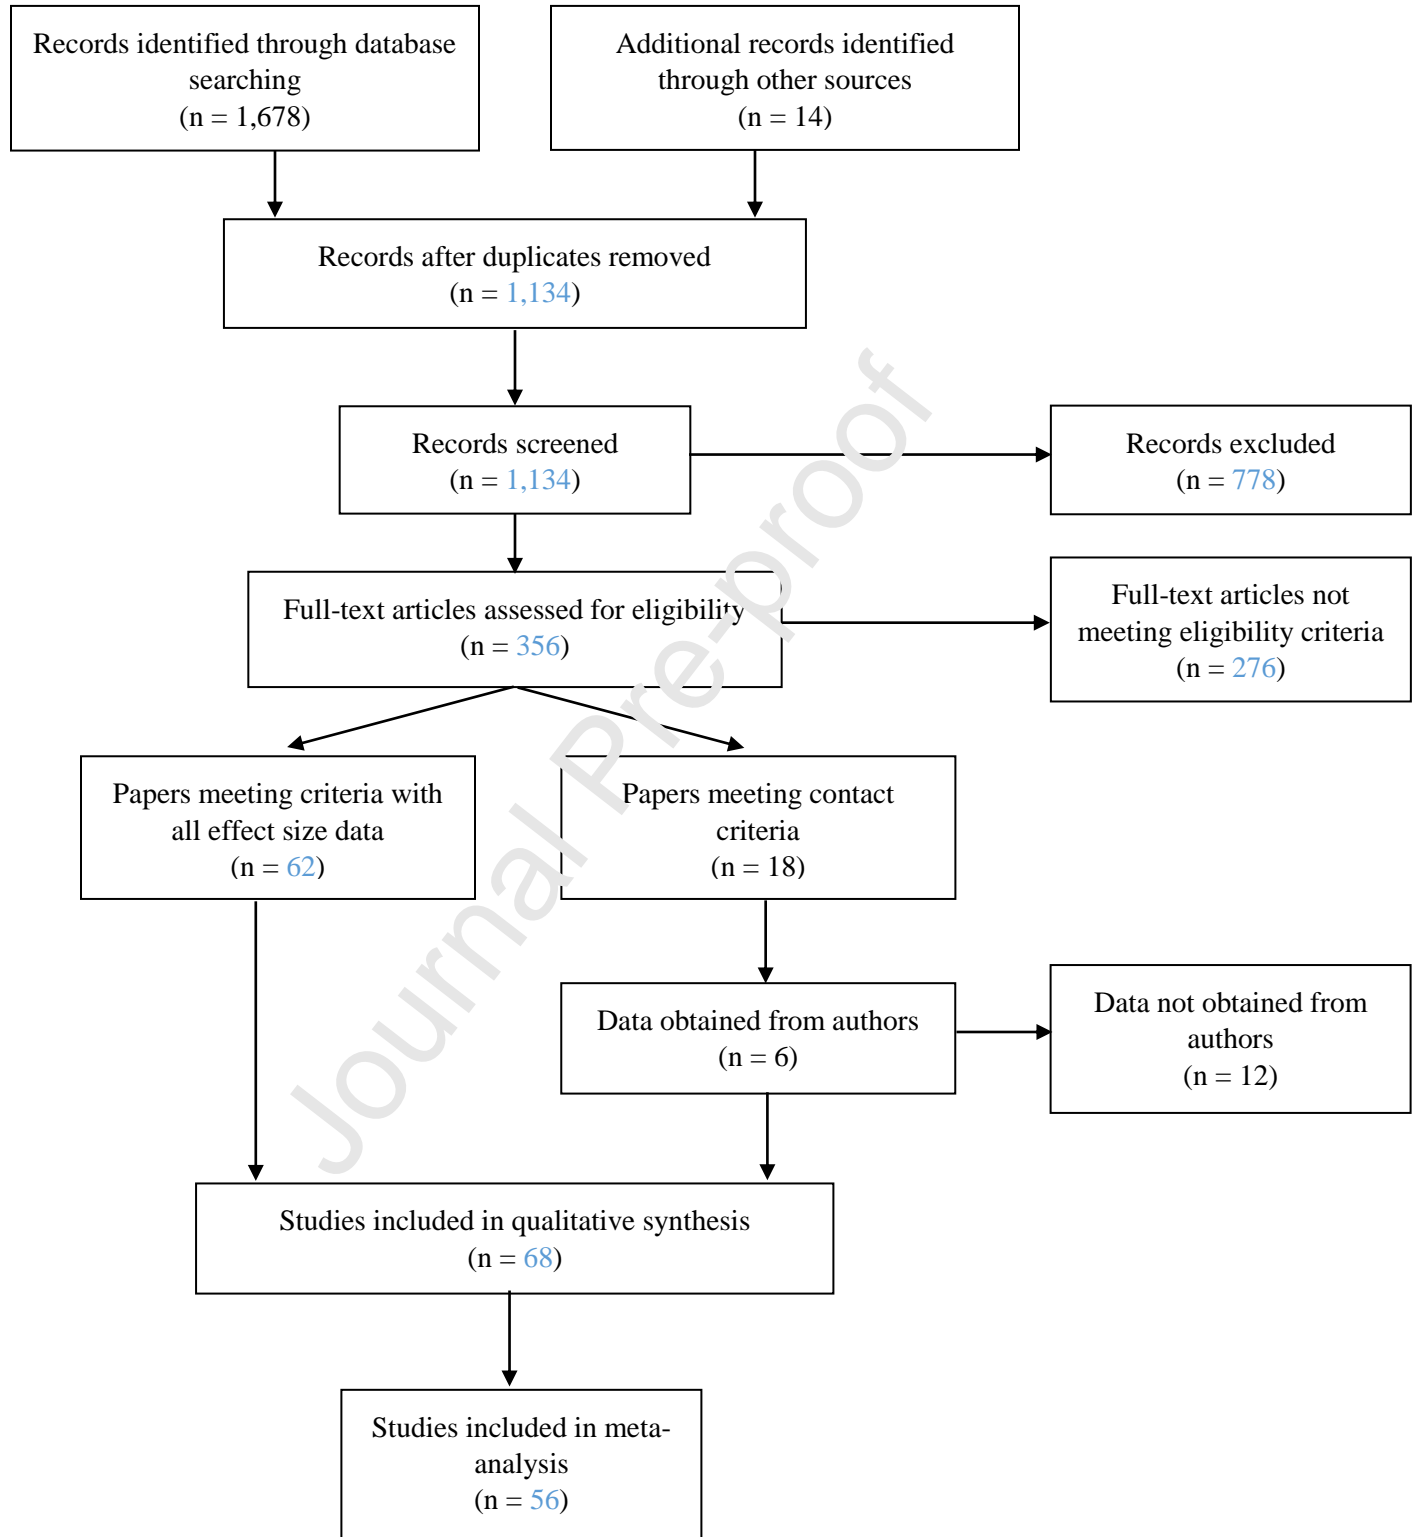 Records identified through database
searching
(n = 1,678)
Additional records identified
through other sources
(n = 14)
Records after duplicates removed
(n = 1,134)
Records screened
(n = 1,134)
Records excluded
(n = 778)
Full-text articles assessed for eligibility
(n = 356)
Full-text articles not
meeting eligibility criteria
(n = 276)
Papers meeting criteria with
all effect size data
(n = 62)
Papers meeting contact
criteria
(n = 18)
Data obtained from authors
(n = 6)
Data not obtained from
authors
(n = 12)
Studies included in qualitative synthesis
(n = 68)
Studies included in meta-
analysis
(n = 56)
Journal Pre-proof